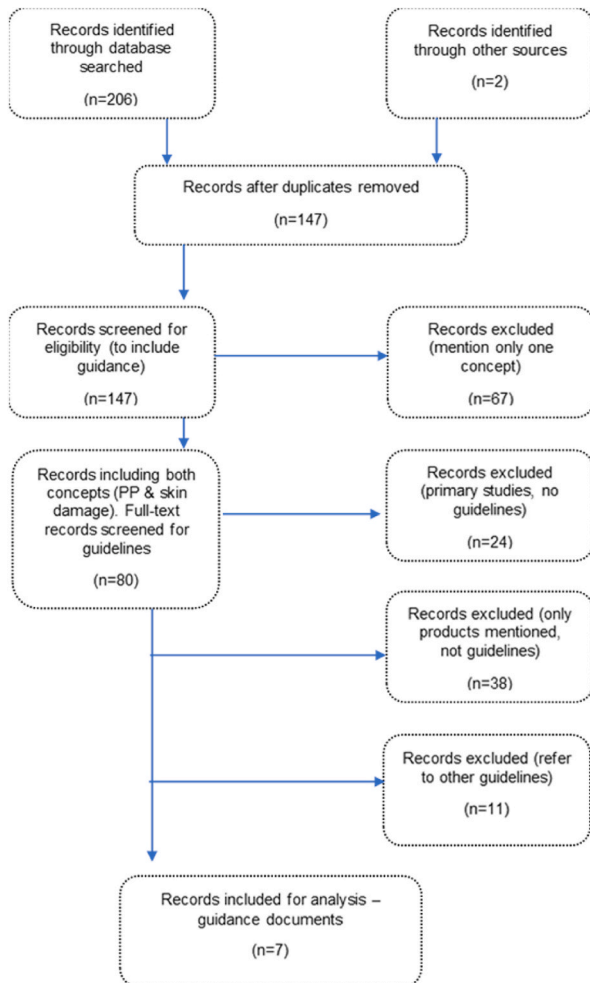 Records identified
through database
searched
(n=206)
Records identified
through other sources
(n=2)
Records after duplicates removed
(n=147)
Records screened for
eligibility (to include
guidance)
(n=147)
Records excluded
(mention only one
concept)
(n=67)
Records including both
concepts (PP & skin
damage). Full-text
records screened for
guidelines
(n=80)
Records excluded
(primary studies, no
guidelines)
(n=24)
Records excluded (only
products mentioned,
not guidelines)
(n=38)
Records excluded (refer
to other guidelines)
(n=11)
Records included for analysis –
guidance documents
(n=7)